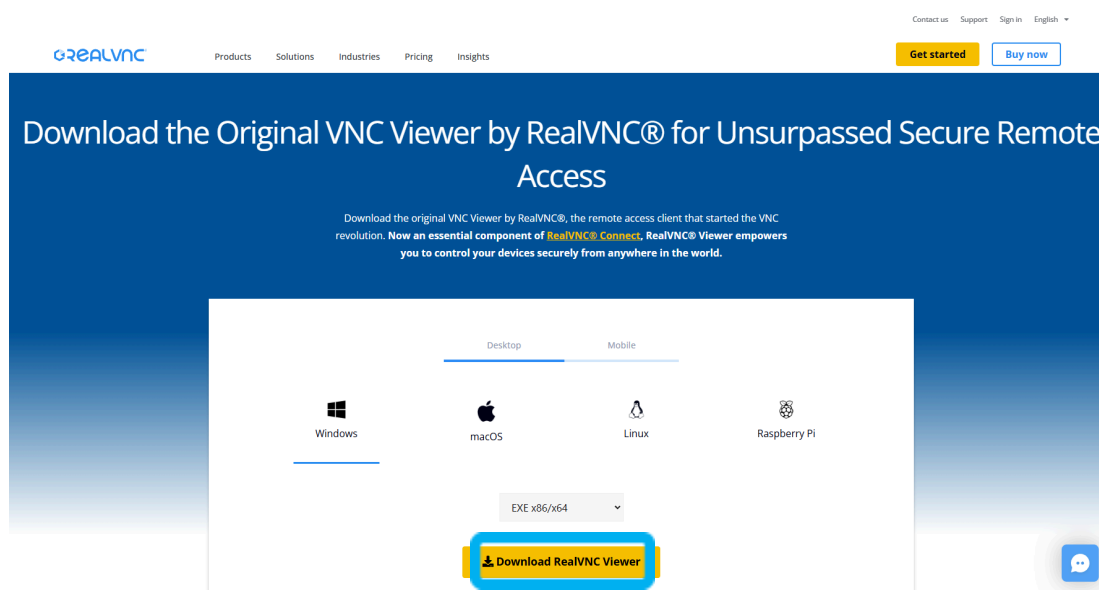 Contact us Support Sign in English
REALVNC
Products Solutions Industries Pricing Insights
Get started Buy now
Download the Original VNC Viewer by RealVNC® for Unsurpassed Secure Remote
Access
Download the original VNC Viewer by RealVNC®, the remote access client that started the VNC
revolution. Now an essential component of RealVNC® Connect, RealVNC® Viewer empowers
you to control your devices securely from anywhere in the world.
Desktop Mobile
Windows macOS Linux Raspberry Pi
EXE x86/x64
Download RealVNC Viewer